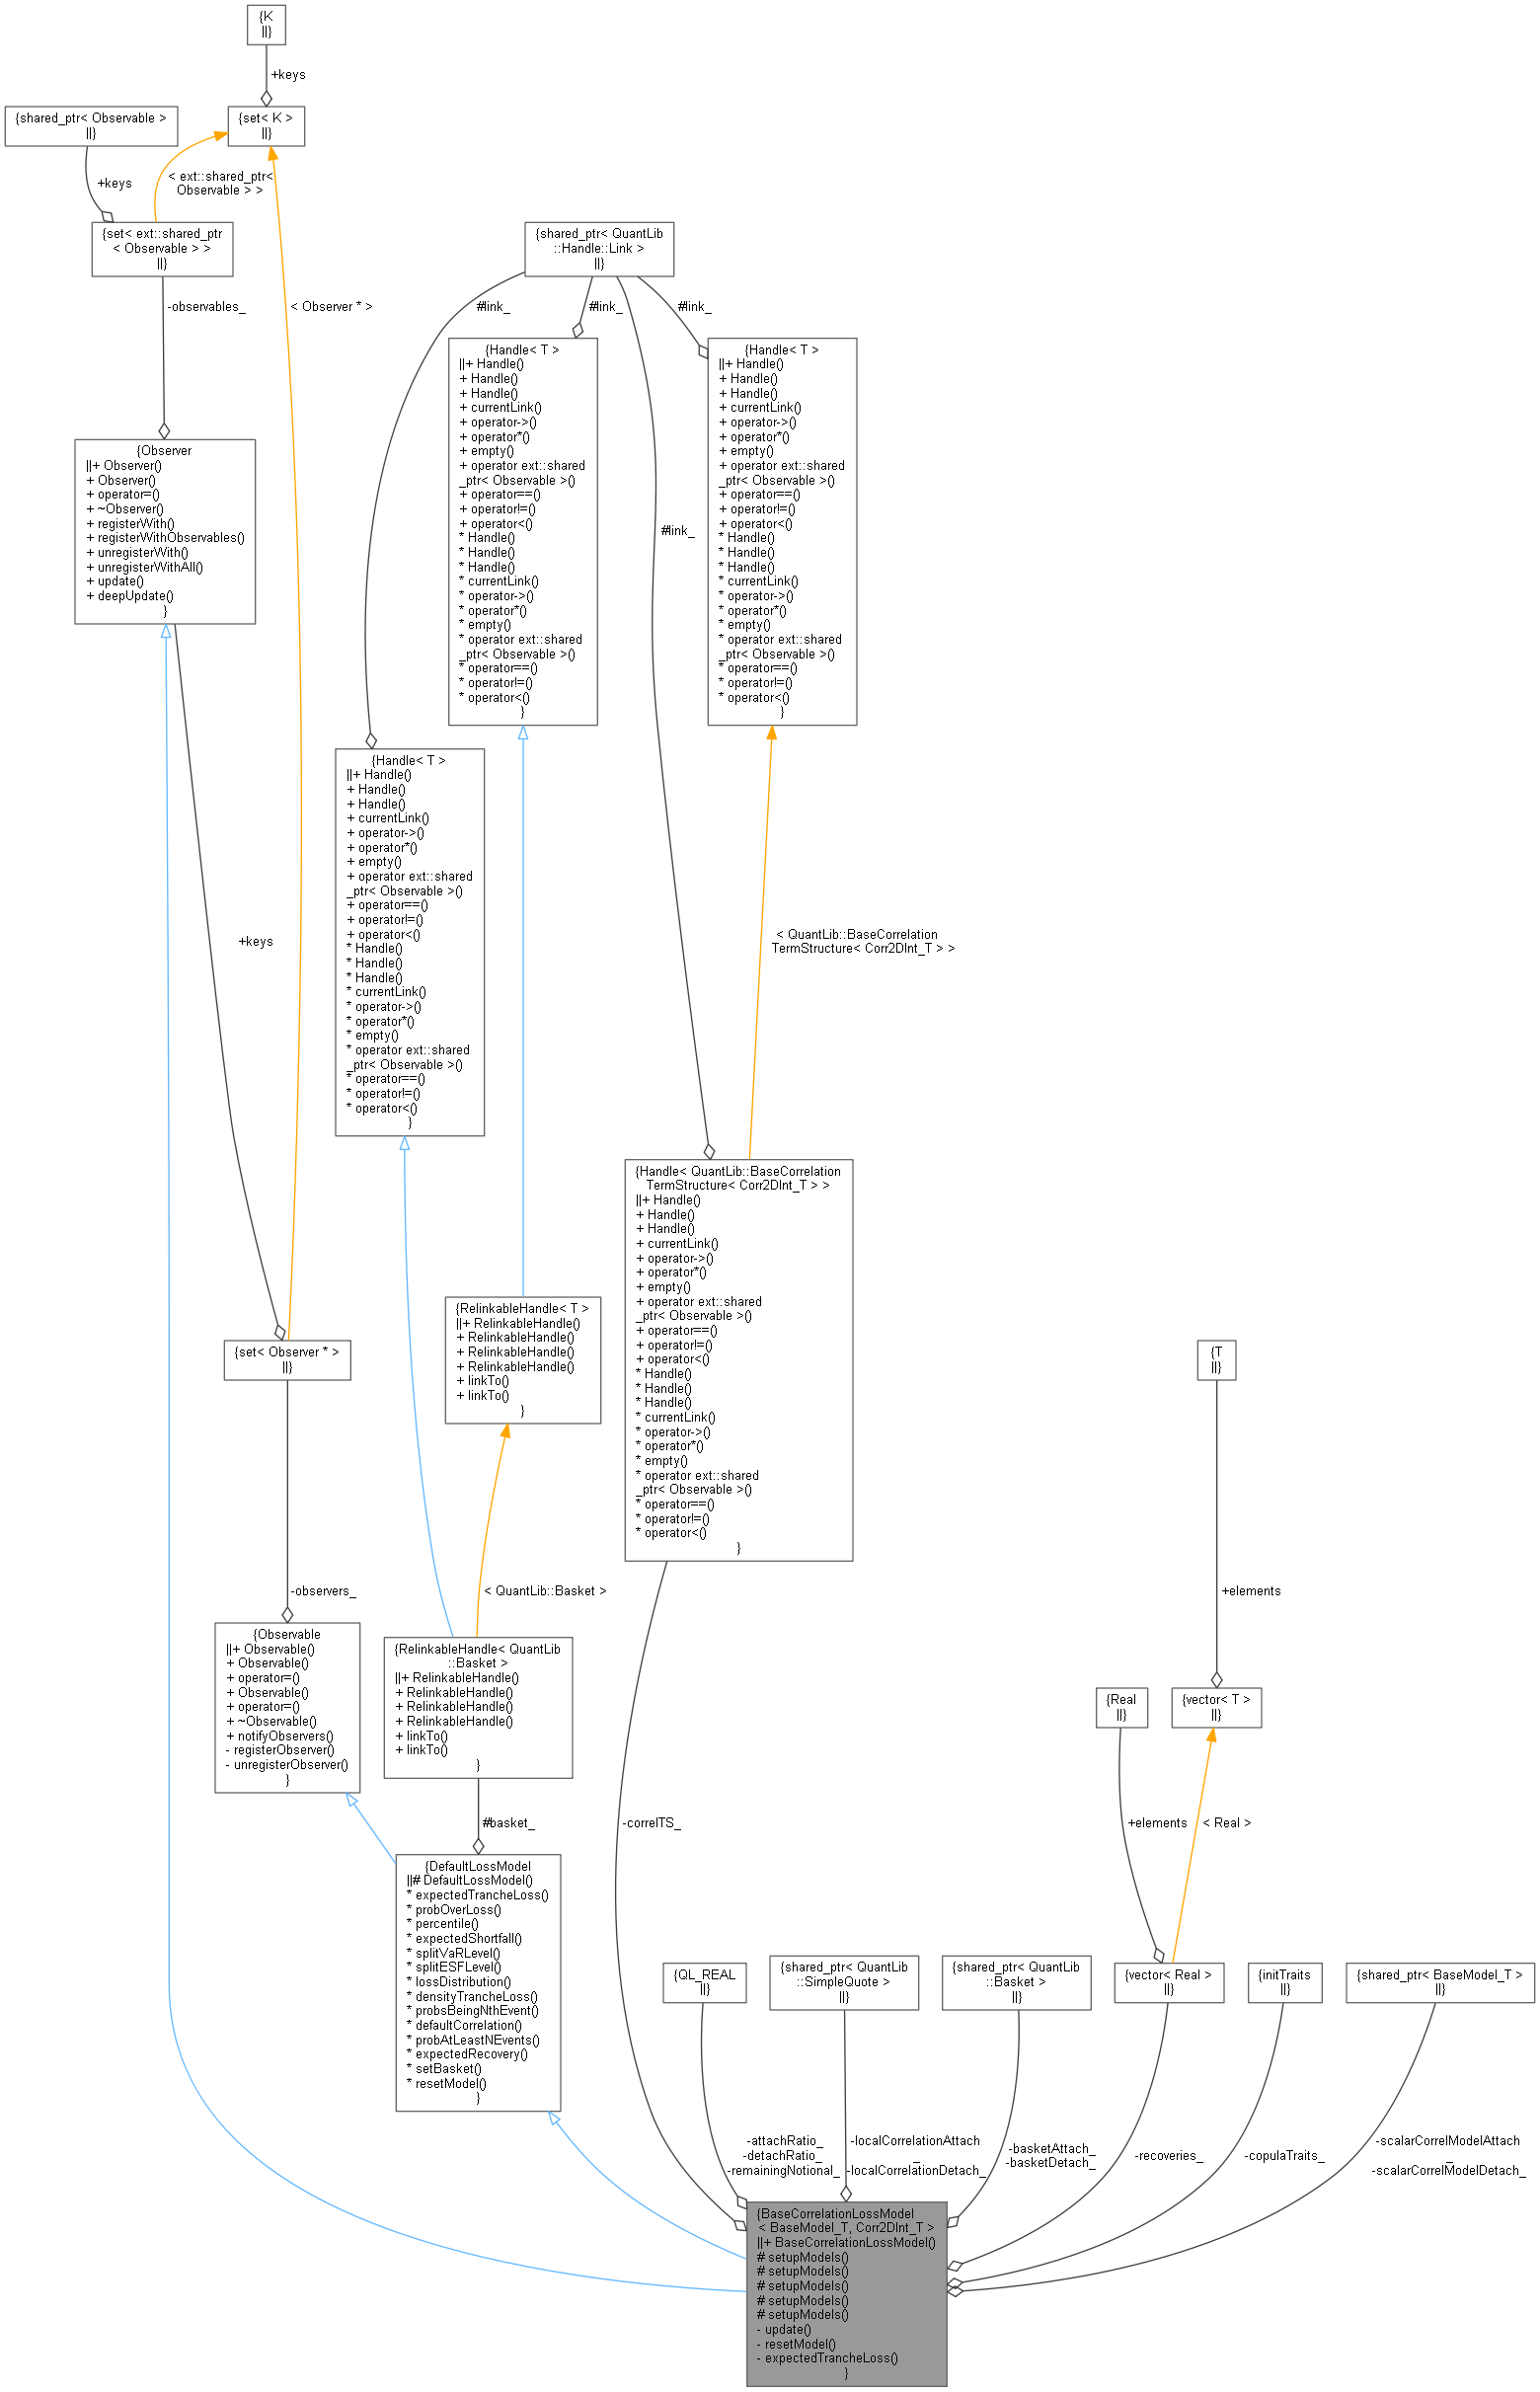 {K
||}
+keys
{shared_ptr< Observable >
||}
{set< K >
||}
+keys
< ext::shared_ptr<
Observable > >
{set< ext::shared_ptr
< Observable > >
||}
{shared_ptr< QuantLib
::Handle::Link >
||}
-observables_
< Observer * >
#link_
#link_
#link_
{Handle< T >
||+ Handle()
+ Handle()
+ Handle()
+ currentLink()
+ operator->()
+ operator*()
+ empty()
+ operator ext::shared
_ptr< Observable >()
+ operator==()
+ operator!=()
+ operator<()
* Handle()
* Handle()
* Handle()
* currentLink()
* operator->()
* operator*()
* empty()
* operator ext::shared
_ptr< Observable >()
* operator==()
* operator!=()
* operator<()
}
{Handle< T >
||+ Handle()
+ Handle()
+ Handle()
+ currentLink()
+ operator->()
+ operator*()
+ empty()
+ operator ext::shared
_ptr< Observable >()
+ operator==()
+ operator!=()
+ operator<()
* Handle()
* Handle()
* Handle()
* currentLink()
* operator->()
* operator*()
* empty()
* operator ext::shared
_ptr< Observable >()
* operator==()
* operator!=()
* operator<()
}
{Observer
||+ Observer()
+ Observer()
+ operator=()
+ ~Observer()
+ registerWith()
+ registerWithObservables()
+ unregisterWith()
+ unregisterWithAll()
+ update()
+ deepUpdate()
}
#link_
{Handle< T >
||+ Handle()
+ Handle()
+ Handle()
+ currentLink()
+ operator->()
+ operator*()
+ empty()
+ operator ext::shared
_ptr< Observable >()
+ operator==()
+ operator!=()
+ operator<()
* Handle()
* Handle()
* Handle()
* currentLink()
* operator->()
* operator*()
* empty()
* operator ext::shared
_ptr< Observable >()
* operator==()
* operator!=()
* operator<()
}
+keys
< QuantLib::BaseCorrelation
TermStructure< Corr2DInt_T > >
{Handle< QuantLib::BaseCorrelation
TermStructure< Corr2DInt_T > >
||+ Handle()
+ Handle()
+ Handle()
+ currentLink()
+ operator->()
+ operator*()
+ empty()
+ operator ext::shared
_ptr< Observable >()
+ operator==()
+ operator!=()
+ operator<()
* Handle()
* Handle()
* Handle()
* currentLink()
* operator->()
* operator*()
* empty()
* operator ext::shared
_ptr< Observable >()
* operator==()
* operator!=()
* operator<()
}
{RelinkableHandle< T >
||+ RelinkableHandle()
+ RelinkableHandle()
+ RelinkableHandle()
+ RelinkableHandle()
+ linkTo()
+ linkTo()
}
{set< Observer * >
||}
{T
||}
-observers_
< QuantLib::Basket >
+elements
{Observable
||+ Observable()
+ Observable()
+ operator=()
+ Observable()
+ operator=()
+ ~Observable()
+ notifyObservers()
- registerObserver()
- unregisterObserver()
}
{RelinkableHandle< QuantLib
::Basket >
||+ RelinkableHandle()
+ RelinkableHandle()
+ RelinkableHandle()
+ RelinkableHandle()
+ linkTo()
+ linkTo()
}
{Real
||}
{vector< T >
||}
#basket_
-correlTS_
+elements
< Real >
{DefaultLossModel
||# DefaultLossModel()
* expectedTrancheLoss()
* probOverLoss()
* percentile()
* expectedShortfall()
* splitVaRLevel()
* splitESFLevel()
* lossDistribution()
* densityTrancheLoss()
* probsBeingNthEvent()
* defaultCorrelation()
* probAtLeastNEvents()
* expectedRecovery()
* setBasket()
* resetModel()
}
{QL_REAL
||}
{shared_ptr< QuantLib
::SimpleQuote >
||}
{shared_ptr< QuantLib
::Basket >
||}
{vector< Real >
||}
{initTraits
||}
{shared_ptr< BaseModel_T >
||}
-attachRatio_
-detachRatio_
-remainingNotional_
-localCorrelationAttach
_
-localCorrelationDetach_
-basketAttach_
-basketDetach_
-recoveries_
-copulaTraits_
-scalarCorrelModelAttach
_
-scalarCorrelModelDetach_
{BaseCorrelationLossModel
< BaseModel_T, Corr2DInt_T >
||+ BaseCorrelationLossModel()
# setupModels()
# setupModels()
# setupModels()
# setupModels()
# setupModels()
- update()
- resetModel()
- expectedTrancheLoss()
}